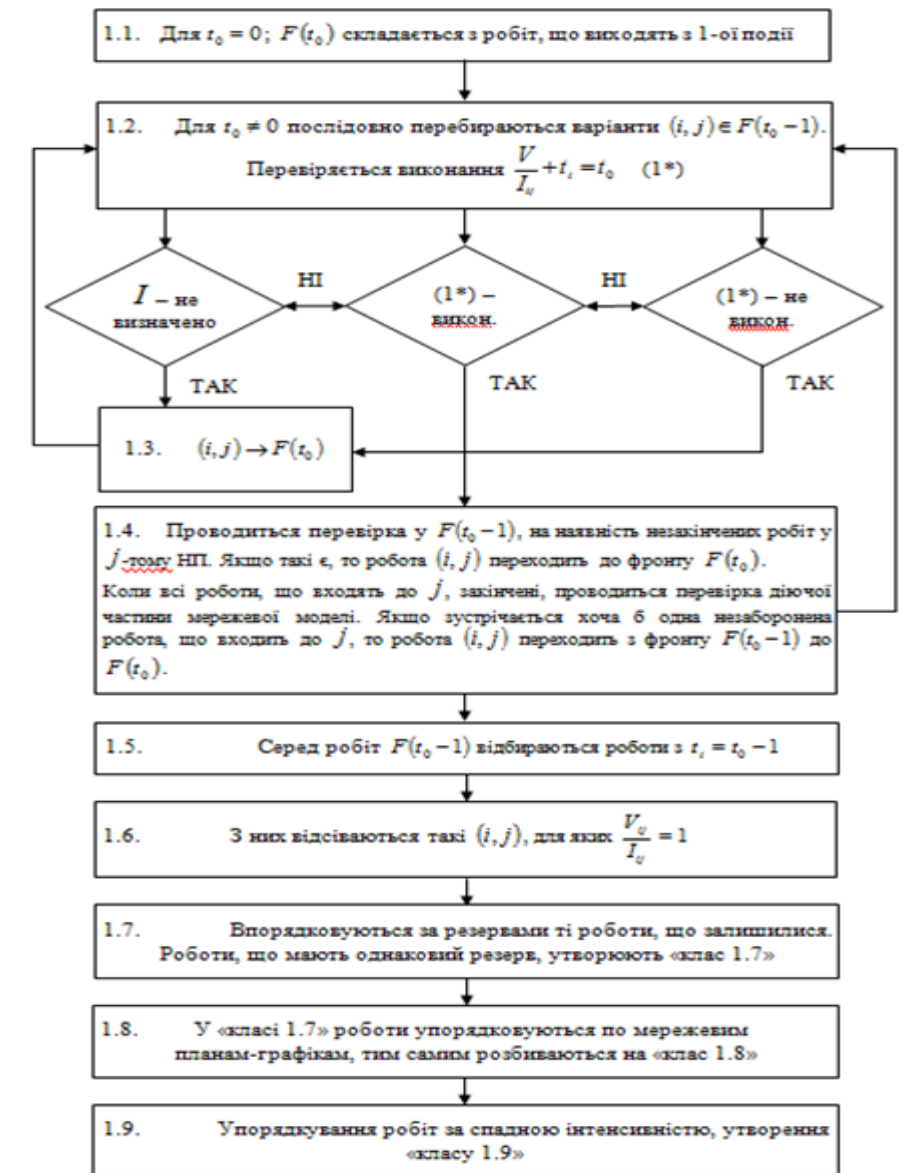 1.1. Для t₀ = 0; F(t₀) складається з робіт, що виходять з 1-ої події
1.2. Для t₀ ≠ 0 послідовно перебираються варіанти (i, j) ∈ F(t₀ − 1).
Перевіряється виконання V/Iᵢⱼ + tᵢ = t₀ (1*)
I – не
визначено
НІ
(1*) –
викон.
НІ
(1*) – не
викон.
ТАК
ТАК
ТАК
1.3. (i, j) → F(t₀)
1.4. Проводиться перевірка у F(t₀ − 1), на наявність незакінчених робіт у
j-тому НП. Якщо такі є, то робота (i, j) переходить до фронту F(t₀).
Коли всі роботи, що входять до j, закінчені, проводиться перевірка діючої
частини мережевої моделі. Якщо зустрічається хоча б одна незаборонена
робота, що входить до j, то робота (i, j) переходить з фронту F(t₀ − 1) до
F(t₀).
1.5. Серед робіт F(t₀ − 1) відбираються роботи з tᵢ = t₀ − 1
1.6. З них відсіваються такі (i, j), для яких Vᵢⱼ/Iᵢⱼ = 1
1.7. Впорядковуються за резервами ті роботи, що залишилися.
Роботи, що мають однаковий резерв, утворюють «клас 1.7»
1.8. У «класі 1.7» роботи упорядковуються по мережевим
планам-графікам, тим самим розбиваються на «клас 1.8»
1.9. Упорядкування робіт за спадною інтенсивністю, утворення
«класу 1.9»